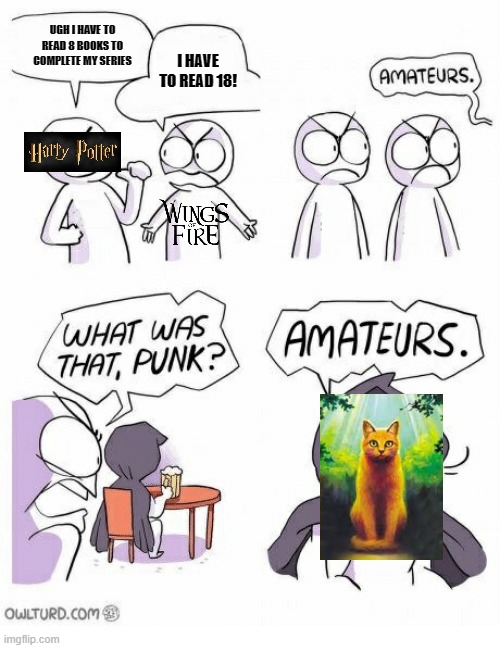 UGH I HAVE TO
READ 8 BOOKS TO
COMPLETE MY SERIES
I HAVE
TO READ 18!
Harry Potter
WINGS
OF
FIRE
AMATEURS.
WHAT WAS
THAT, PUNK?
AMATEURS.
OWLTURD.COM
imgflip.com